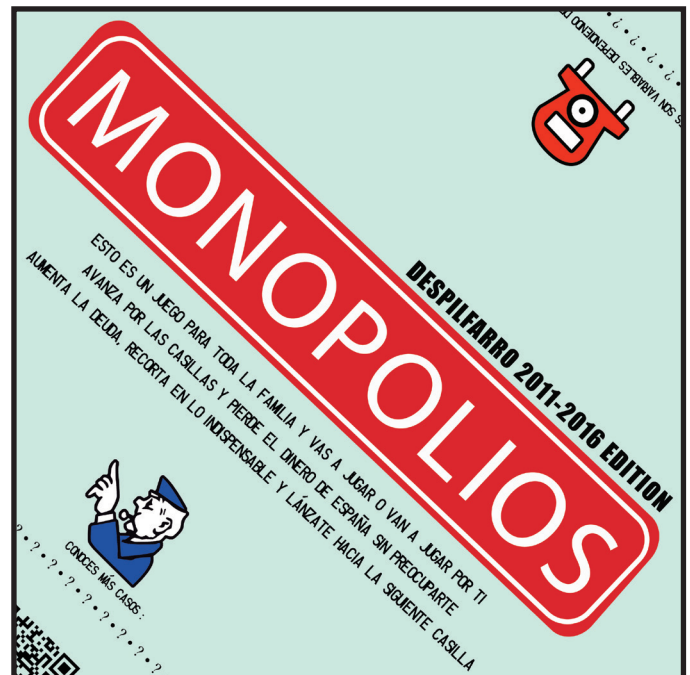 ES SON VARIABLES DEPENDIENDO D
? • ? • ? • ? •
MONOPOLIOS
DESPILFARRO 2011-2016 EDITION
ESTO ES UN JUEGO PARA TODA LA FAMILIA Y VAS A JUGAR O VAN A JUGAR POR TI
AVANZA POR LAS CASILLAS Y PIERDE EL DINERO DE ESPAÑA SIN PREOCUPARTE
AUMENTA LA DEUDA, RECORTA EN LO INDISPENSABLE Y LÁNZATE HACIA LA SIGUIENTE CASILLA
CONOCES MÁS CASOS :
? • ? • ? • ? • ? • ? • ? • ? • ?